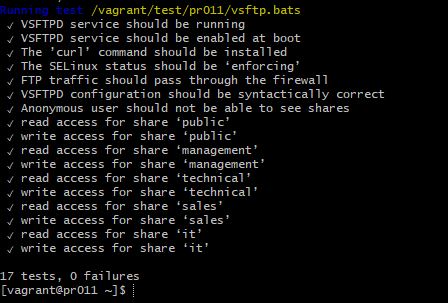 Running test /vagrant/test/pr011/vsftp.bats
✓ VSFTPD service should be running
✓ VSFTPD service should be enabled at boot
✓ The ’curl’ command should be installed
✓ The SELinux status should be ‘enforcing’
✓ FTP traffic should pass through the firewall
✓ VSFTPD configuration should be syntactically correct
✓ Anonymous user should not be able to see shares
✓ read access for share ‘public’
✓ write access for share ‘public’
✓ read access for share ‘management’
✓ write access for share ‘management’
✓ read access for share ‘technical’
✓ write access for share ‘technical’
✓ read access for share ‘sales’
✓ write access for share ‘sales’
✓ read access for share ‘it’
✓ write access for share ‘it’
17 tests, 0 failures
[vagrant@pr011 ~]$